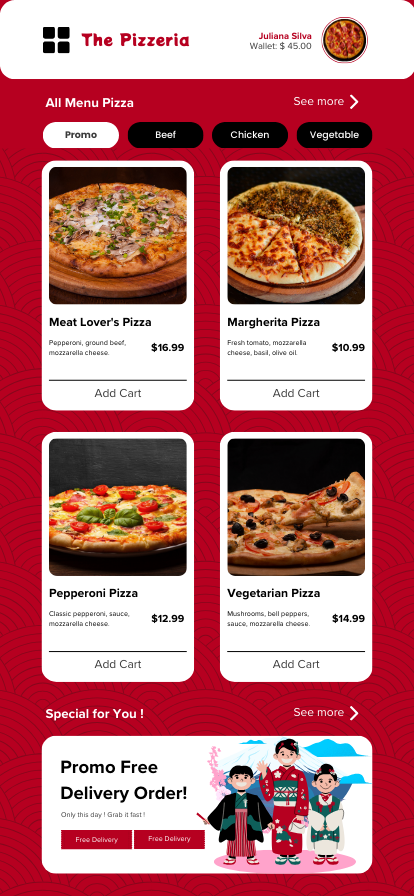 The Pizzeria
Juliana Silva
Wallet: $ 45.00
All Menu Pizza
See more
Promo
Beef
Chicken
Vegetable
Meat Lover's Pizza
Pepperoni, ground beef,
mozzarella cheese.
$16.99
Add Cart
Margherita Pizza
Fresh tomato, mozzarella
cheese, basil, olive oil.
$10.99
Add Cart
Pepperoni Pizza
Classic pepperoni, sauce,
mozzarella cheese.
$12.99
Add Cart
Vegetarian Pizza
Mushrooms, bell peppers,
sauce, mozzarella cheese.
$14.99
Add Cart
Special for You !
See more
Promo Free
Delivery Order!
Only this day ! Grab it fast !
Free Delivery
Free Delivery